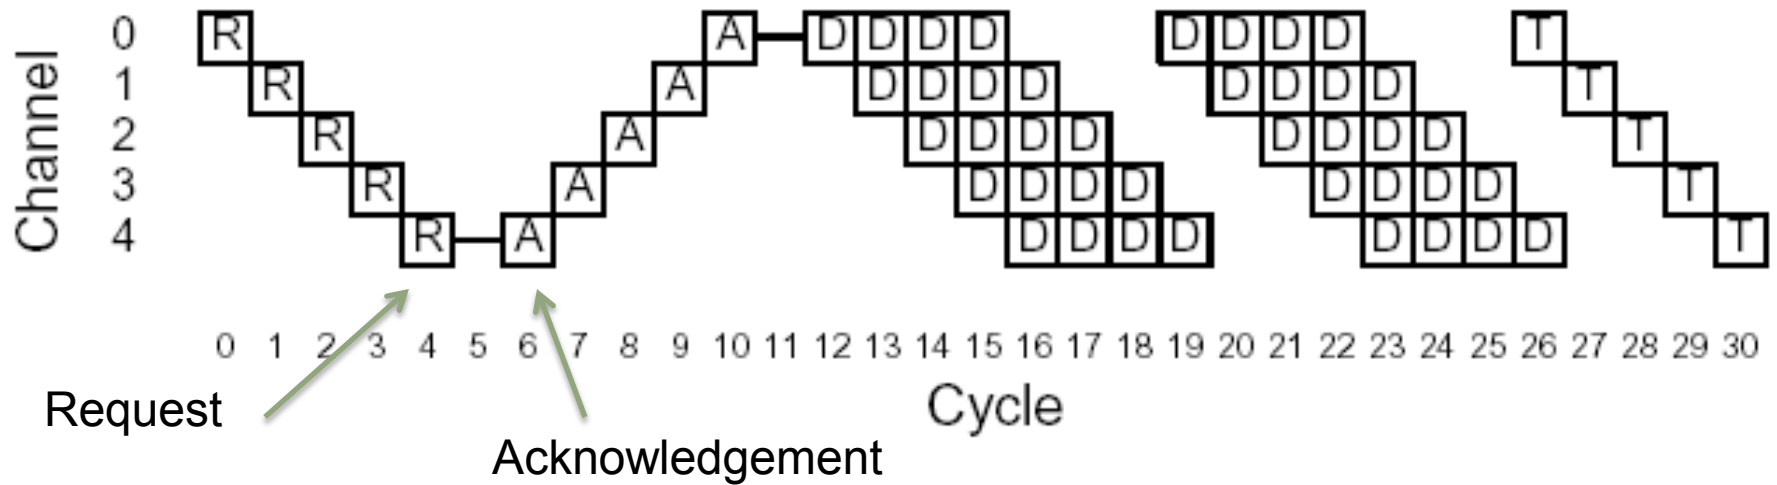 Channel
0 R A D D D D D D D D T
1 R A D D D D D D D D T
2 R A D D D D D D D D T
3 R A D D D D D D D D T
4 R A D D D D D D D D T
0 1 2 3 4 5 6 7 8 9 10 11 12 13 14 15 16 17 18 19 20 21 22 23 24 25 26 27 28 29 30
Cycle
Request
Acknowledgement